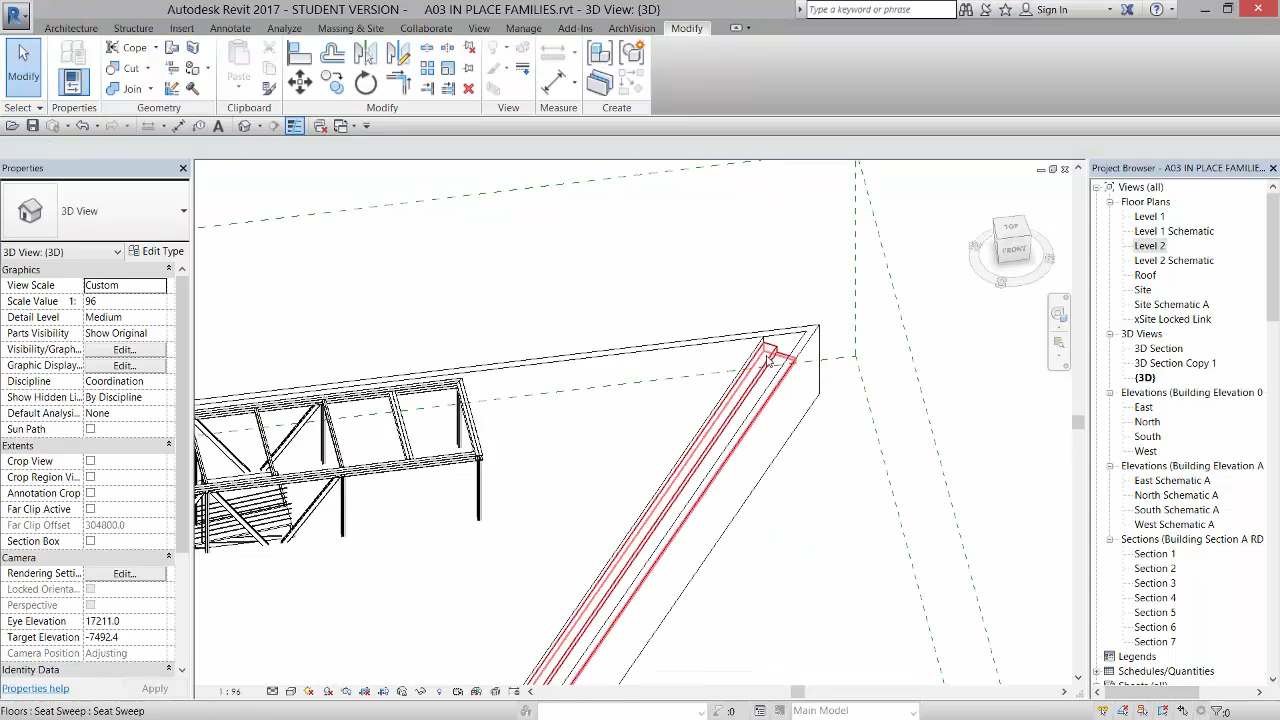 Autodesk Revit 2017 - STUDENT VERSION - A03 IN PLACE FAMILIES.rvt - 3D View: {3D}
Type a keyword or phrase
Sign In
Architecture Structure Insert Annotate Analyze Massing & Site Collaborate View Manage Add-Ins ArchVision Modify
Modify
Cope
Cut
Join
Paste
Select Properties Geometry Clipboard Modify View Measure Create
Properties
3D View
3D View: {3D} Edit Type
Graphics
View Scale Custom
Scale Value 1: 96
Detail Level Medium
Parts Visibility Show Original
Visibility/Graph... Edit...
Graphic Display... Edit...
Discipline Coordination
Show Hidden Li... By Discipline
Default Analysi... None
Sun Path
Extents
Crop View
Crop Region Vi...
Annotation Crop
Far Clip Active
Far Clip Offset 304800.0
Section Box
Camera
Rendering Setti... Edit...
Locked Orienta...
Perspective
Eye Elevation 17211.0
Target Elevation -7492.4
Camera Position Adjusting
Identity Data
Properties help Apply
TOP
FRONT
Project Browser - A03 IN PLACE FAMILIE...
Views (all)
Floor Plans
Level 1
Level 1 Schematic
Level 2
Level 2 Schematic
Roof
Site
Site Schematic A
xSite Locked Link
3D Views
3D Section
3D Section Copy 1
{3D}
Elevations (Building Elevation 0
East
North
South
West
Elevations (Building Elevation A
East Schematic A
North Schematic A
South Schematic A
West Schematic A
Sections (Building Section A RD
Section 1
Section 2
Section 3
Section 4
Section 5
Section 6
Section 7
Legends
Schedules/Quantities
1 : 96
Floors : Seat Sweep : Seat Sweep
:0
Main Model
:0